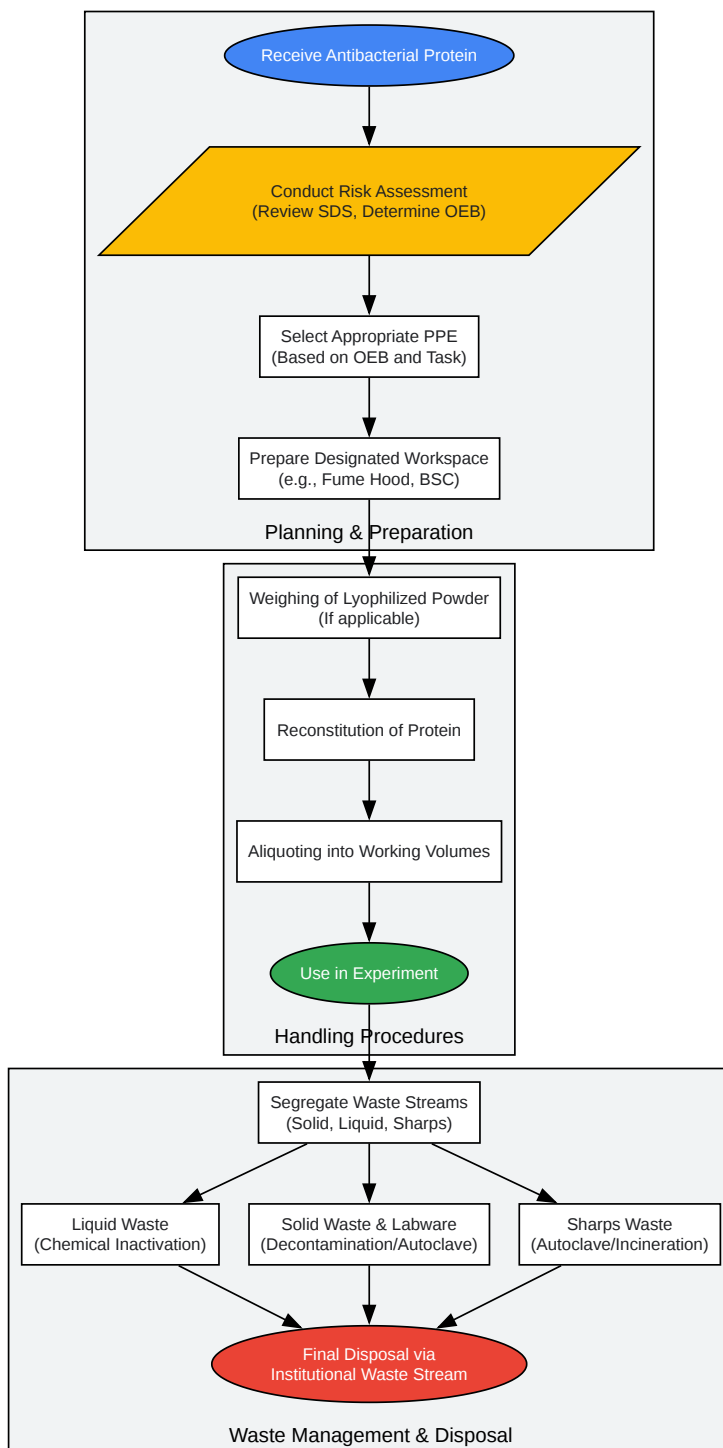 Receive Antibacterial Protein
Conduct Risk Assessment
(Review SDS, Determine OEB)
Select Appropriate PPE
(Based on OEB and Task)
Prepare Designated Workspace
(e.g., Fume Hood, BSC)
Planning & Preparation
Weighing of Lyophilized Powder
(If applicable)
Reconstitution of Protein
Aliquoting into Working Volumes
Use in Experiment
Handling Procedures
Segregate Waste Streams
(Solid, Liquid, Sharps)
Liquid Waste
(Chemical Inactivation)
Solid Waste & Labware
(Decontamination/Autoclave)
Sharps Waste
(Autoclave/Incineration)
Final Disposal via
Institutional Waste Stream
Waste Management & Disposal